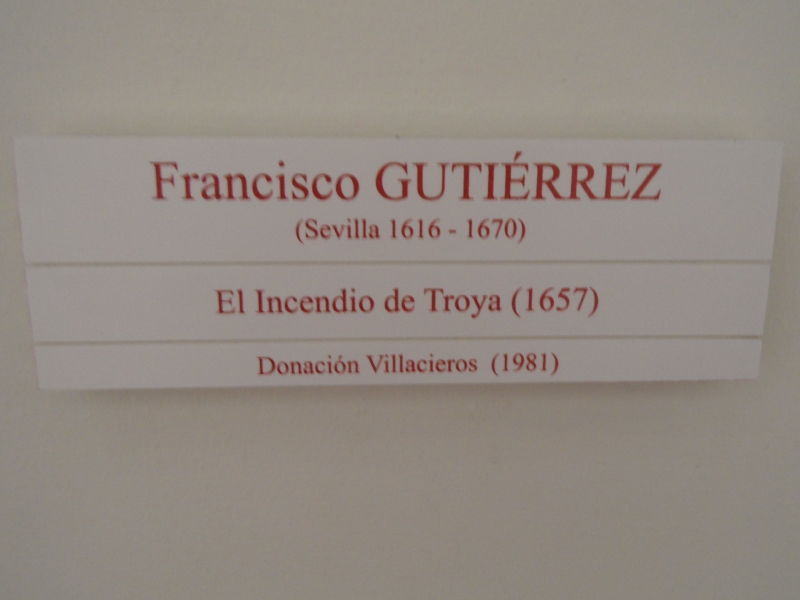 Francisco GUTIÉRREZ
(Sevilla 1616 - 1670)
El Incendio de Troya (1657)
Donación Villacieros (1981)